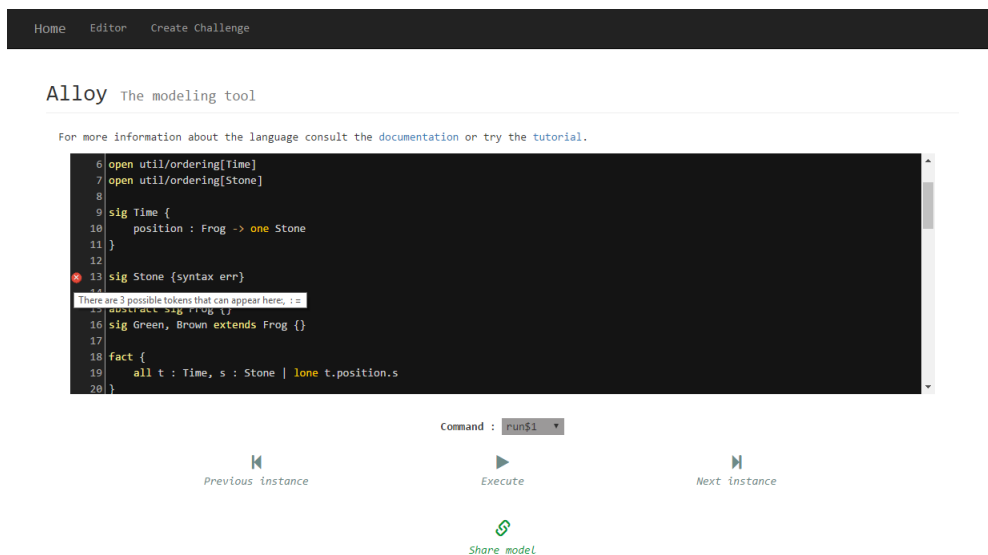 Home Editor Create Challenge
Alloy The modeling tool
For more information about the language consult the documentation or try the tutorial.
6 open util/ordering[Time]
7 open util/ordering[Stone]
8
9 sig Time {
10 position : Frog -> one Stone
11 }
12
13 sig Stone {syntax err}
There are 3 possible tokens that can appear here:, : =
16 sig Green, Brown extends Frog {}
17
18 fact {
19 all t : Time, s : Stone | lone t.position.s
20 }
Command : run$1
Previous instance Execute Next instance
Share model